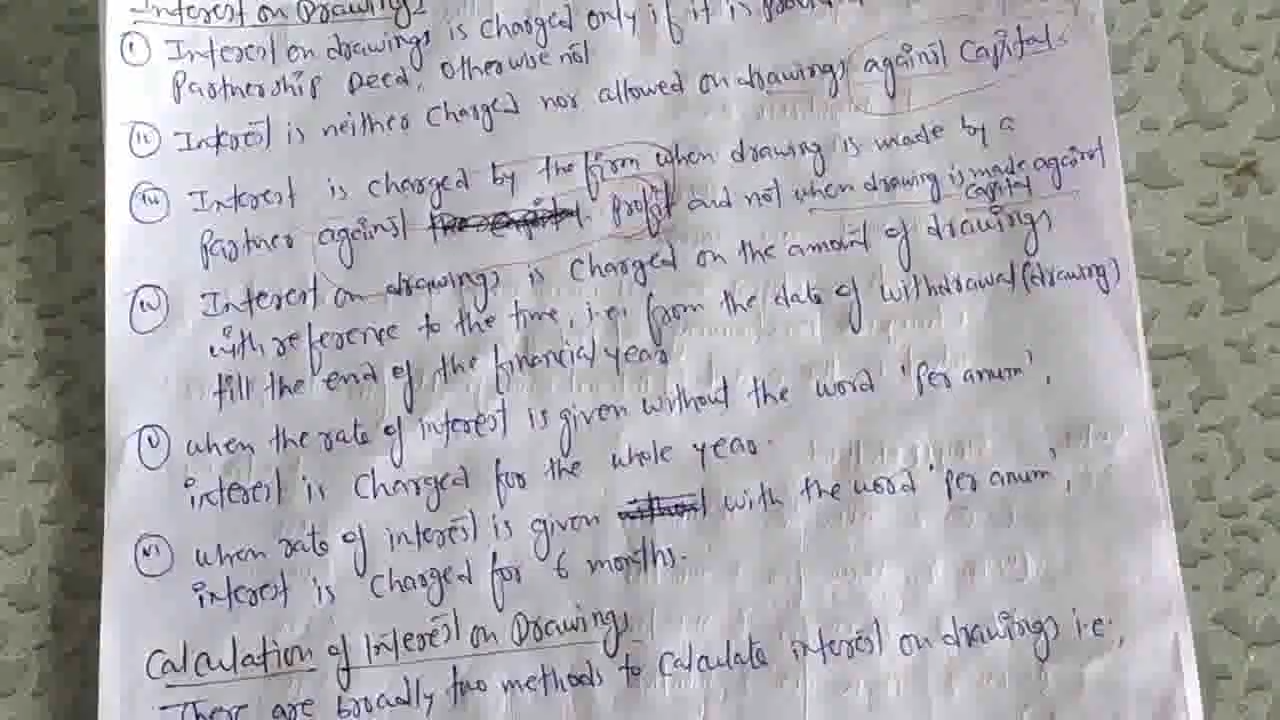 Interest on Drawings
(i) Interest on drawings is charged only if it is
Partnership Deed, otherwise not
(ii) Interest is neither charged nor allowed on drawings against Capital.
(iii) Interest is charged by the firm when drawing is made by a
Partner against profit and not when drawing is made against
capital
(iv) Interest on drawings is charged on the amount of drawings
with reference to the time, i.e. from the date of withdrawal (drawing)
till the end of the financial year
(v) when the rate of interest is given without the word 'Per anum',
interest is charged for the whole year.
(vi) when rate of interest is given with the word 'per anum',
interest is charged for 6 months.
Calculation of Interest on Drawings
There are broadly two methods to calculate interest on drawings i.e.,